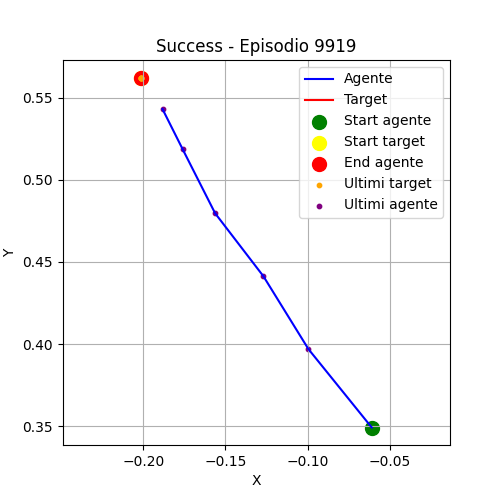 Success - Episodio 9919
Agente
Target
Start agente
Start target
End agente
Ultimi target
Ultimi agente
0.55
0.50
0.45
0.40
0.35
Y
−0.20
−0.15
−0.10
−0.05
X